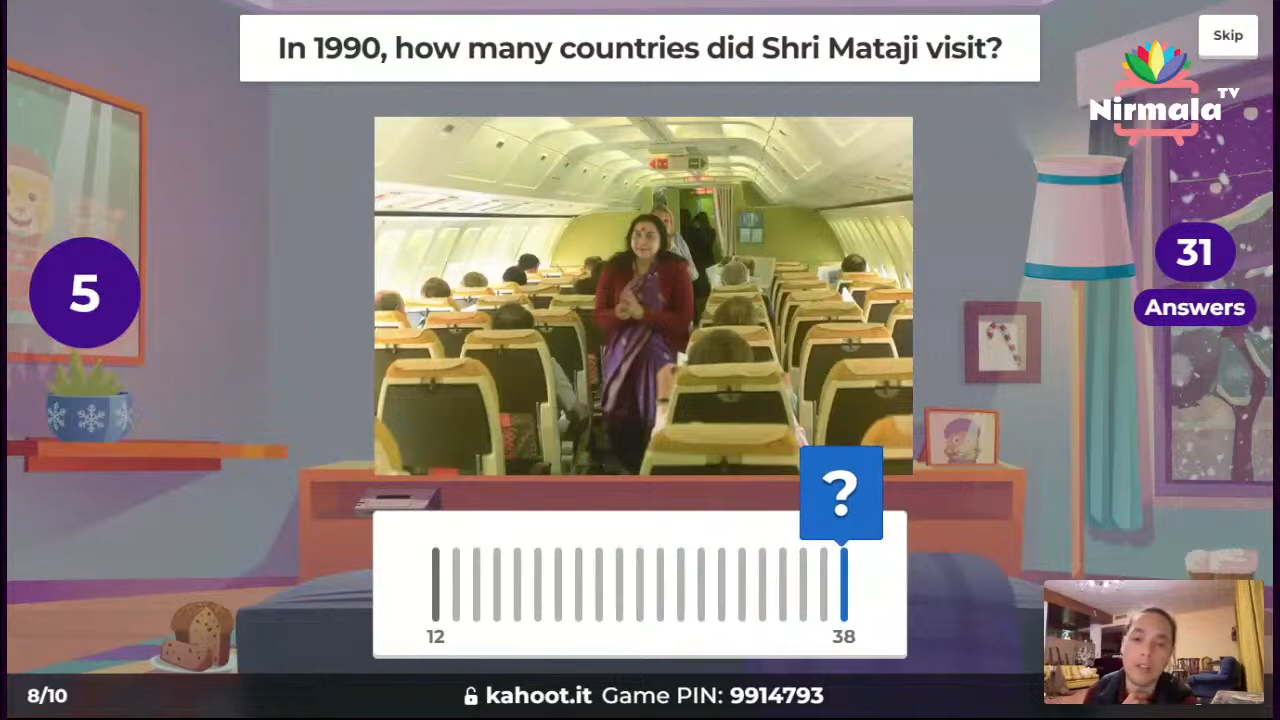 In 1990, how many countries did Shri Mataji visit?
Skip
Nirmala TV
5
31
Answers
?
12
38
8/10
kahoot.it Game PIN: 9914793